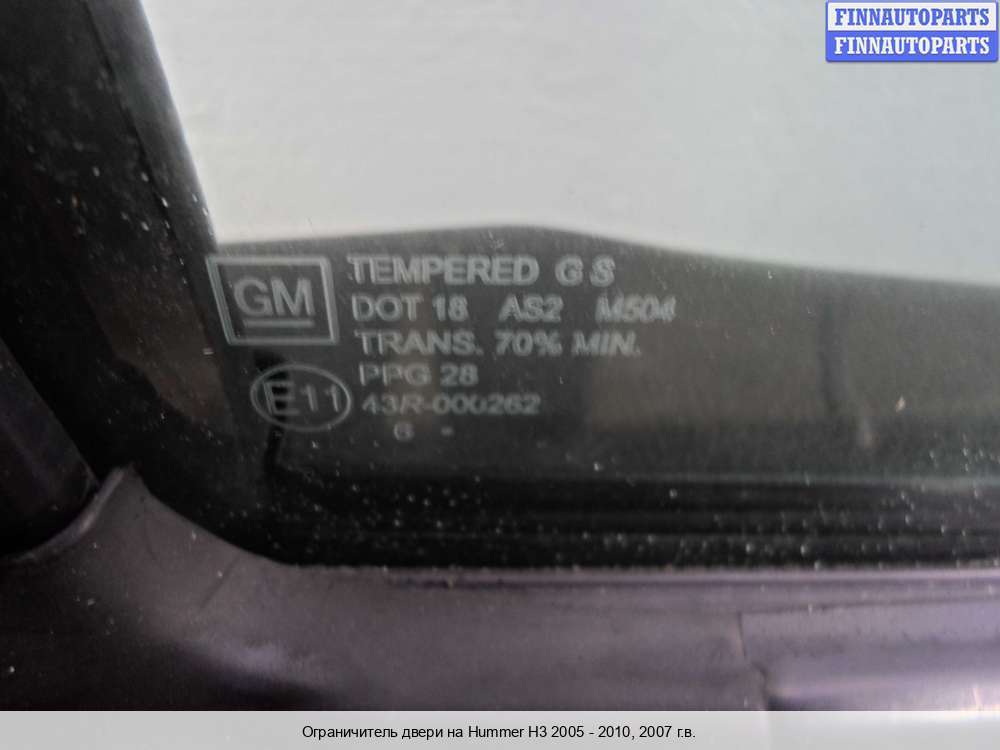 FINNAUTOPARTS
FINNAUTOPARTS
GM
TEMPERED G S
DOT 18 AS2 M504
TRANS. 70% MIN.
PPG 28
E11
43R-000262
6 -
Ограничитель двери на Hummer H3 2005 - 2010, 2007 г.в.